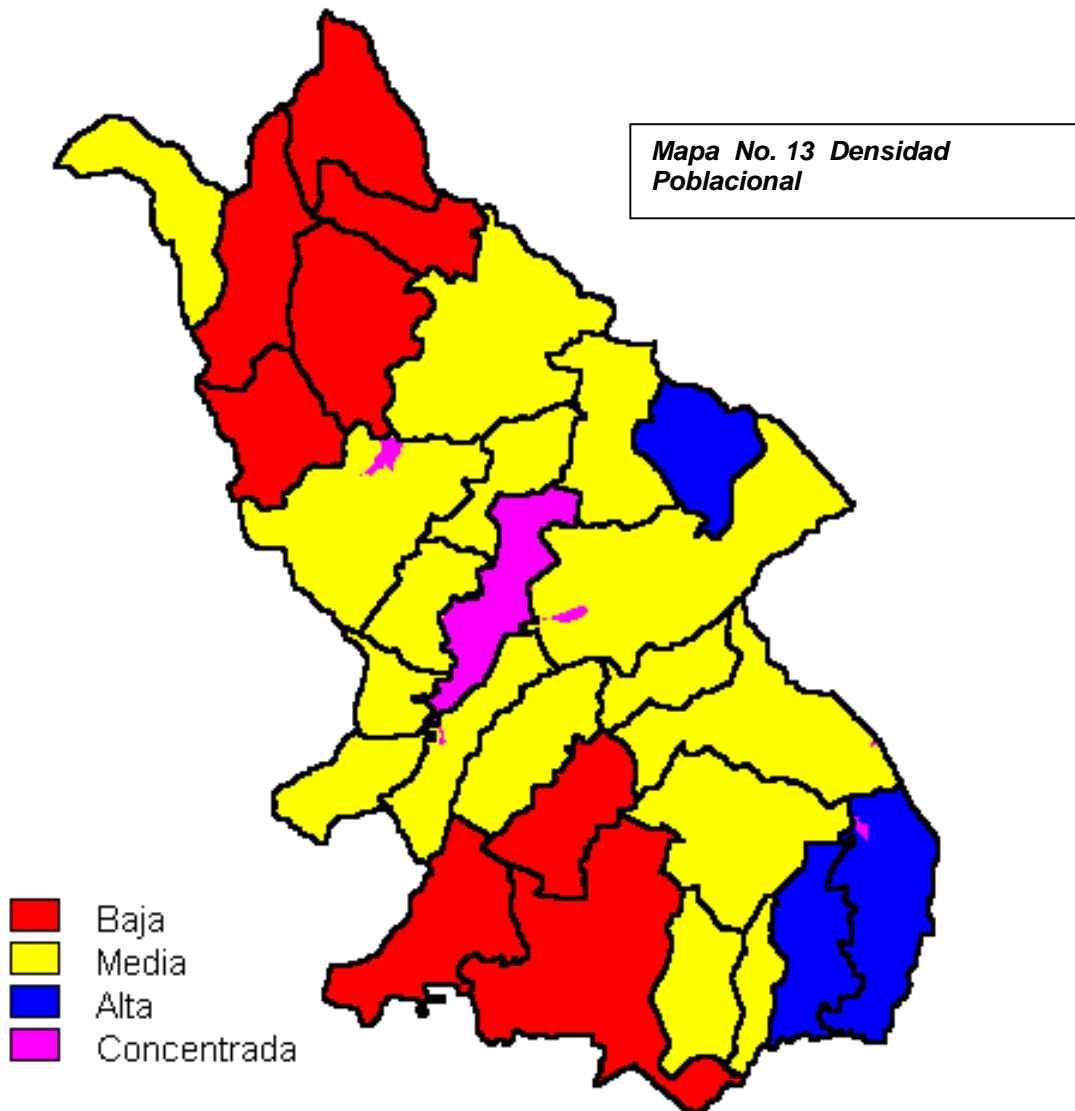 Mapa No. 13 Densidad
Poblacional
Baja
Media
Alta
Concentrada